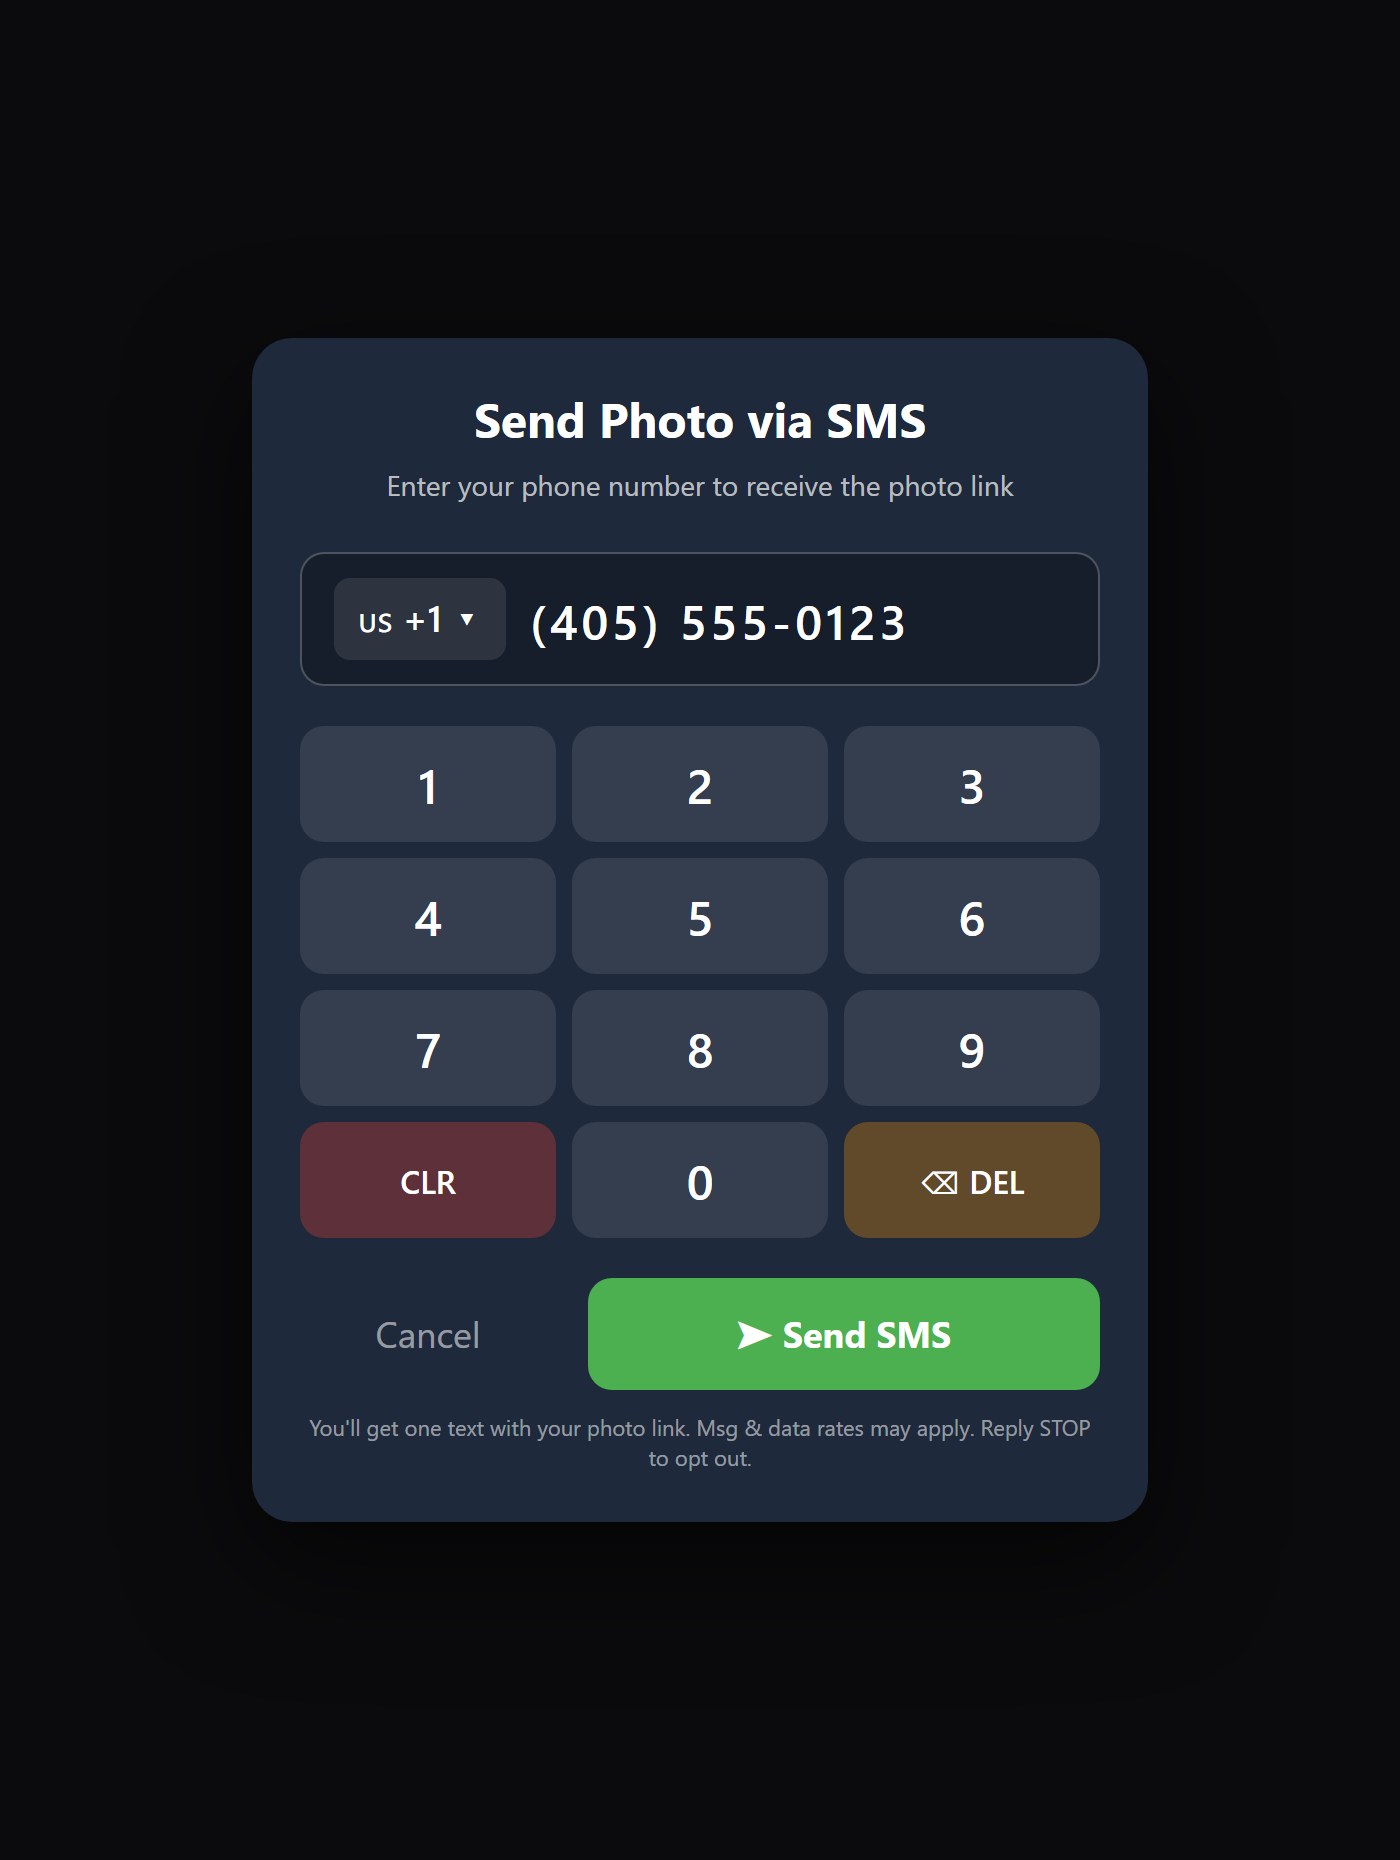 Send Photo via SMS
Enter your phone number to receive the photo link
US +1 ▼ (405) 555-0123
1 2 3
4 5 6
7 8 9
CLR 0 ⌫ DEL
Cancel ➤ Send SMS
You'll get one text with your photo link. Msg & data rates may apply. Reply STOP
to opt out.